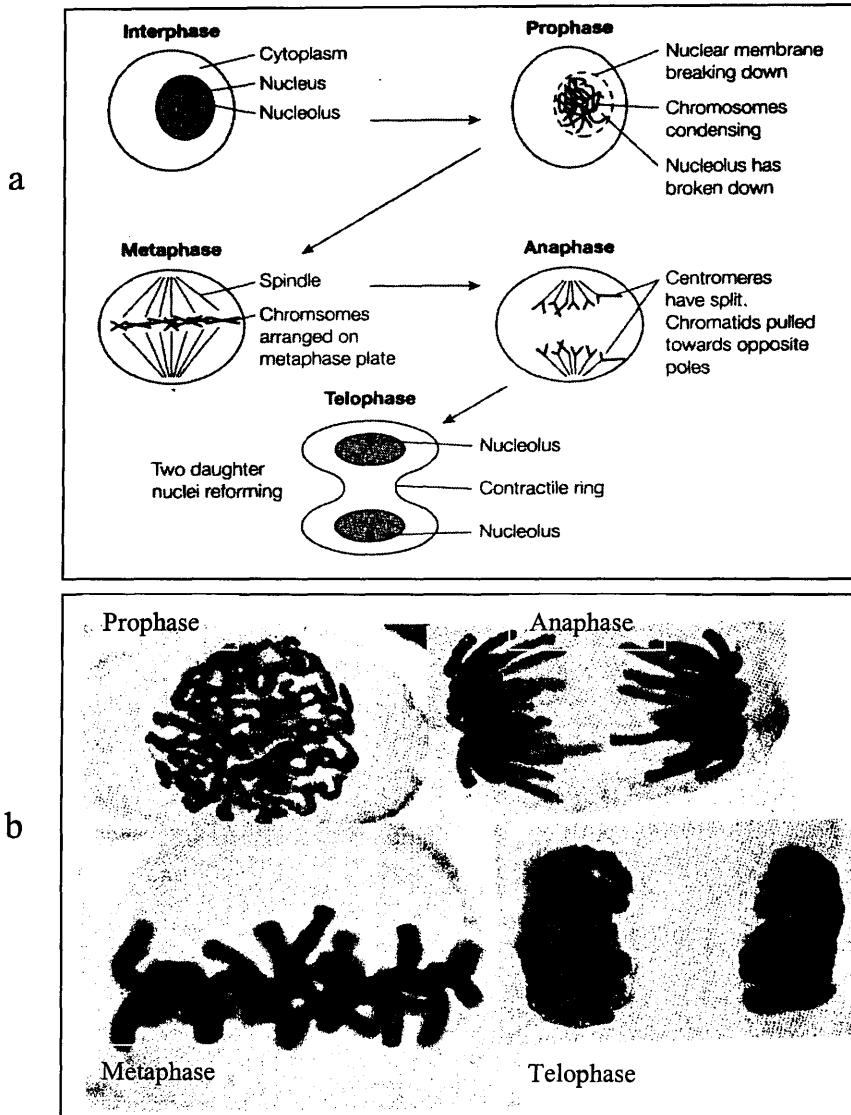 a
Interphase
Cytoplasm
Nucleus
Nucleolus
Prophase
Nuclear membrane
breaking down
Chromosomes
condensing
Nucleolus has
broken down
Metaphase
Spindle
Chromsomes
arranged on
metaphase plate
Anaphase
Centromeres
have split.
Chromatids pulled
towards opposite
poles
Telophase
Two daughter
nuclei reforming
Nucleolus
Contractile ring
Nucleolus
b
Prophase
Anaphase
Metaphase
Telophase